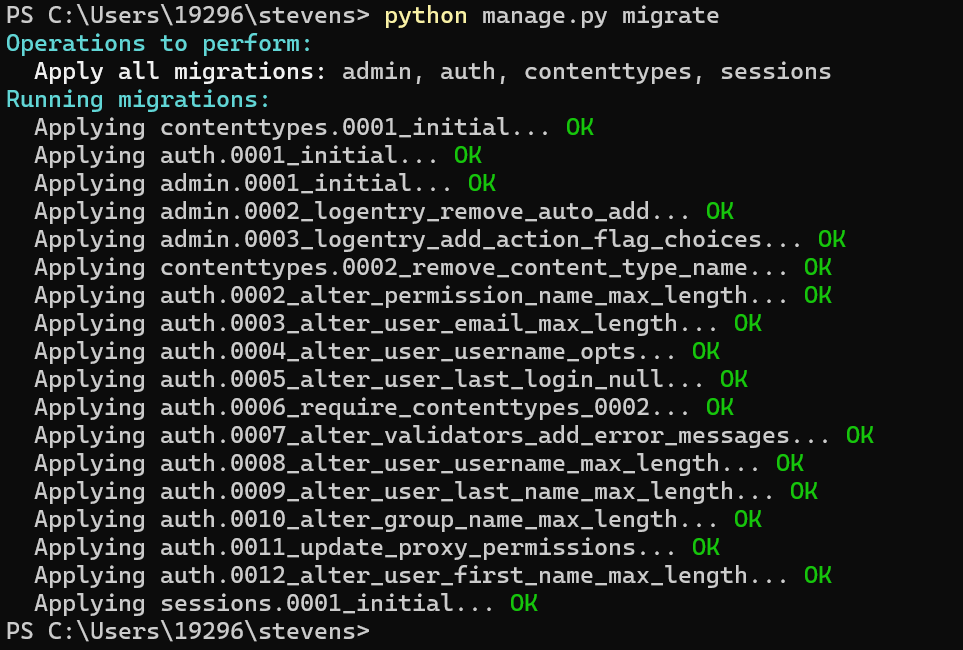 PS C:\Users\19296\stevens> python manage.py migrate
Operations to perform:
  Apply all migrations: admin, auth, contenttypes, sessions
Running migrations:
  Applying contenttypes.0001_initial... OK
  Applying auth.0001_initial... OK
  Applying admin.0001_initial... OK
  Applying admin.0002_logentry_remove_auto_add... OK
  Applying admin.0003_logentry_add_action_flag_choices... OK
  Applying contenttypes.0002_remove_content_type_name... OK
  Applying auth.0002_alter_permission_name_max_length... OK
  Applying auth.0003_alter_user_email_max_length... OK
  Applying auth.0004_alter_user_username_opts... OK
  Applying auth.0005_alter_user_last_login_null... OK
  Applying auth.0006_require_contenttypes_0002... OK
  Applying auth.0007_alter_validators_add_error_messages... OK
  Applying auth.0008_alter_user_username_max_length... OK
  Applying auth.0009_alter_user_last_name_max_length... OK
  Applying auth.0010_alter_group_name_max_length... OK
  Applying auth.0011_update_proxy_permissions... OK
  Applying auth.0012_alter_user_first_name_max_length... OK
  Applying sessions.0001_initial... OK
PS C:\Users\19296\stevens>